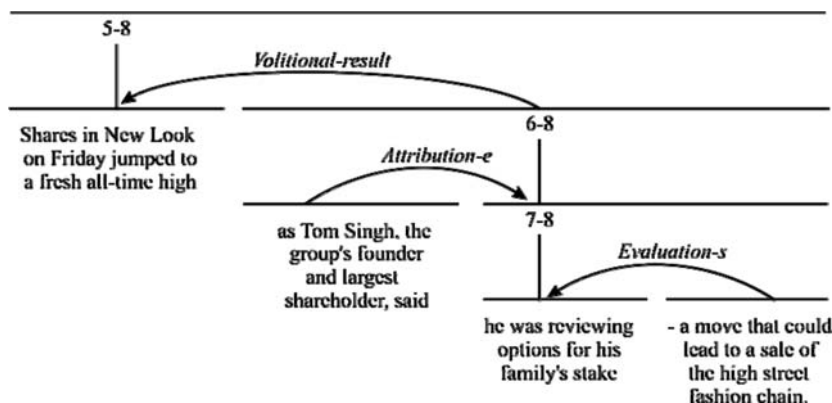 5-8
Volitional-result
Shares in New Look
on Friday jumped to
a fresh all-time high
6-8
Attribution-e
as Tom Singh, the
group's founder
and largest
shareholder, said
7-8
Evaluation-s
he was reviewing
options for his
family's stake
- a move that could
lead to a sale of
the high street
fashion chain.